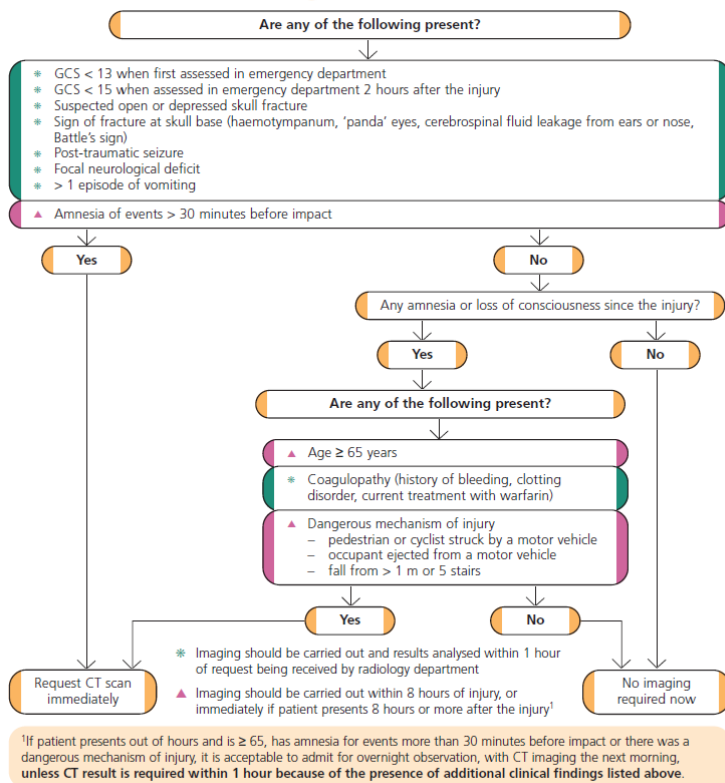 Are any of the following present?
* GCS < 13 when first assessed in emergency department
* GCS < 15 when assessed in emergency department 2 hours after the injury
* Suspected open or depressed skull fracture
* Sign of fracture at skull base (haemotympanum, ‘panda’ eyes, cerebrospinal fluid leakage from ears or nose,
Battle’s sign)
* Post-traumatic seizure
* Focal neurological deficit
* > 1 episode of vomiting
▲ Amnesia of events > 30 minutes before impact
Yes
No
Any amnesia or loss of consciousness since the injury?
Yes
No
Are any of the following present?
▲ Age ≥ 65 years
* Coagulopathy (history of bleeding, clotting
disorder, current treatment with warfarin)
▲ Dangerous mechanism of injury
– pedestrian or cyclist struck by a motor vehicle
– occupant ejected from a motor vehicle
– fall from > 1 m or 5 stairs
Yes
No
* Imaging should be carried out and results analysed within 1 hour
of request being received by radiology department
▲ Imaging should be carried out within 8 hours of injury, or
immediately if patient presents 8 hours or more after the injury¹
Request CT scan
immediately
No imaging
required now
¹If patient presents out of hours and is ≥ 65, has amnesia for events more than 30 minutes before impact or there was a
dangerous mechanism of injury, it is acceptable to admit for overnight observation, with CT imaging the next morning,
unless CT result is required within 1 hour because of the presence of additional clinical findings listed above.